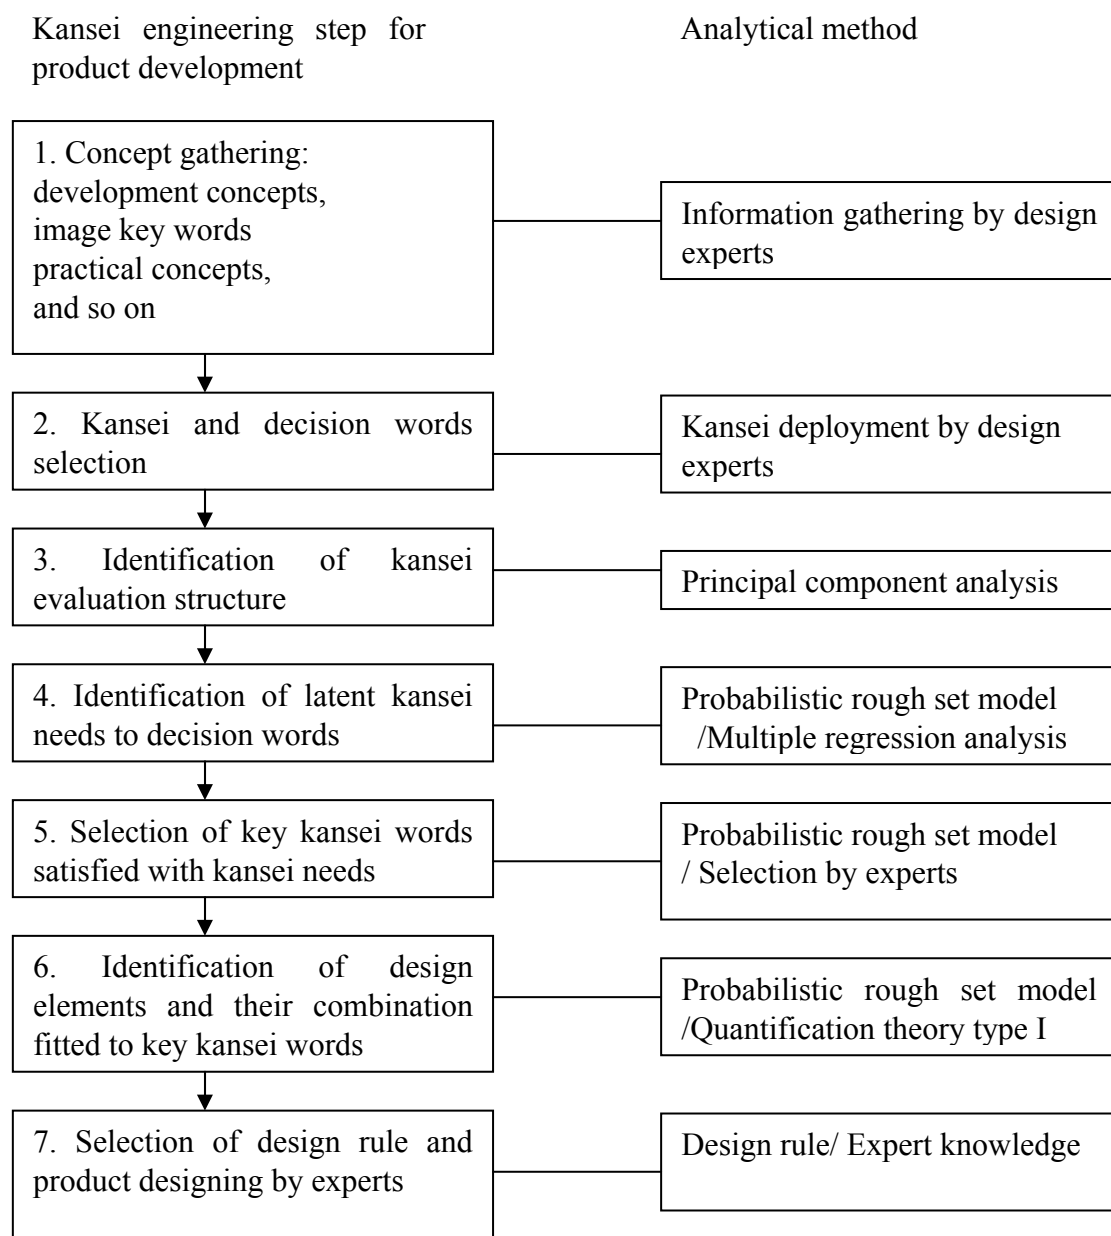 Kansei engineering step for
product development
Analytical method
1. Concept gathering:
development concepts,
image key words
practical concepts,
and so on
Information gathering by design
experts
2. Kansei and decision words
selection
Kansei deployment by design
experts
3. Identification of kansei
evaluation structure
Principal component analysis
4. Identification of latent kansei
needs to decision words
Probabilistic rough set model
/Multiple regression analysis
5. Selection of key kansei words
satisfied with kansei needs
Probabilistic rough set model
/ Selection by experts
6. Identification of design
elements and their combination
fitted to key kansei words
Probabilistic rough set model
/Quantification theory type I
7. Selection of design rule and
product designing by experts
Design rule/ Expert knowledge